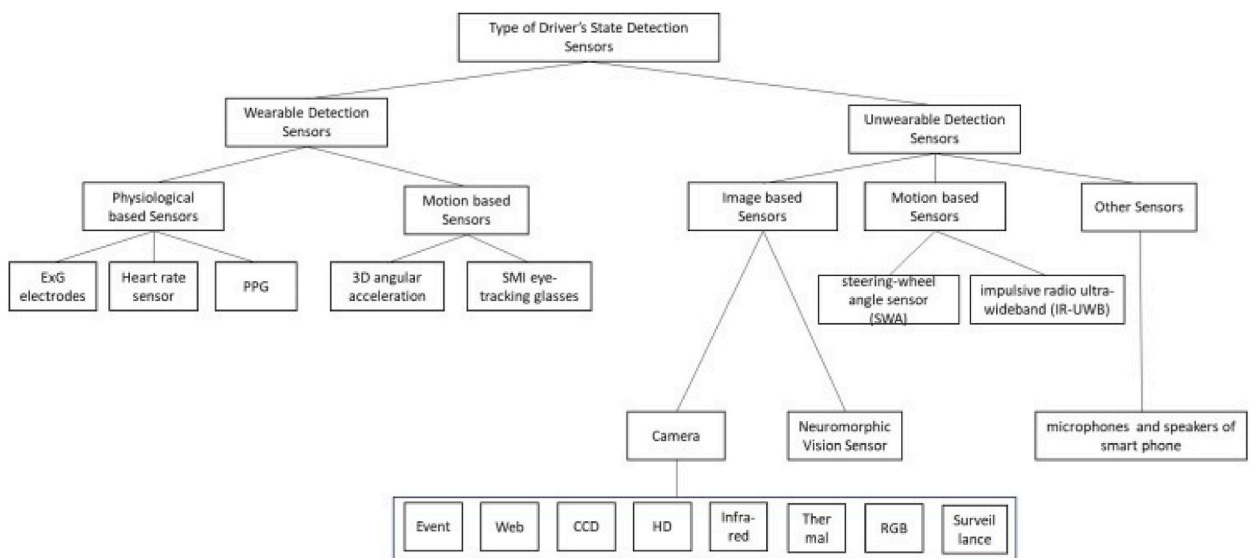 Type of Driver's State Detection
Sensors
Wearable Detection
Sensors
Unwearable Detection
Sensors
Physiological
based Sensors
Motion based
Sensors
Image based
Sensors
Motion based
Sensors
Other Sensors
ExG
electrodes
Heart rate
sensor
PPG
3D angular
acceleration
SMI eye-
tracking glasses
steering-wheel
angle sensor
(SWA)
impulsive radio ultra-
wideband (IR-UWB)
Camera
Neuromorphic
Vision Sensor
microphones and speakers of
smart phone
Event
Web
CCD
HD
Infra-
red
Ther
mal
RGB
Surveil
lance